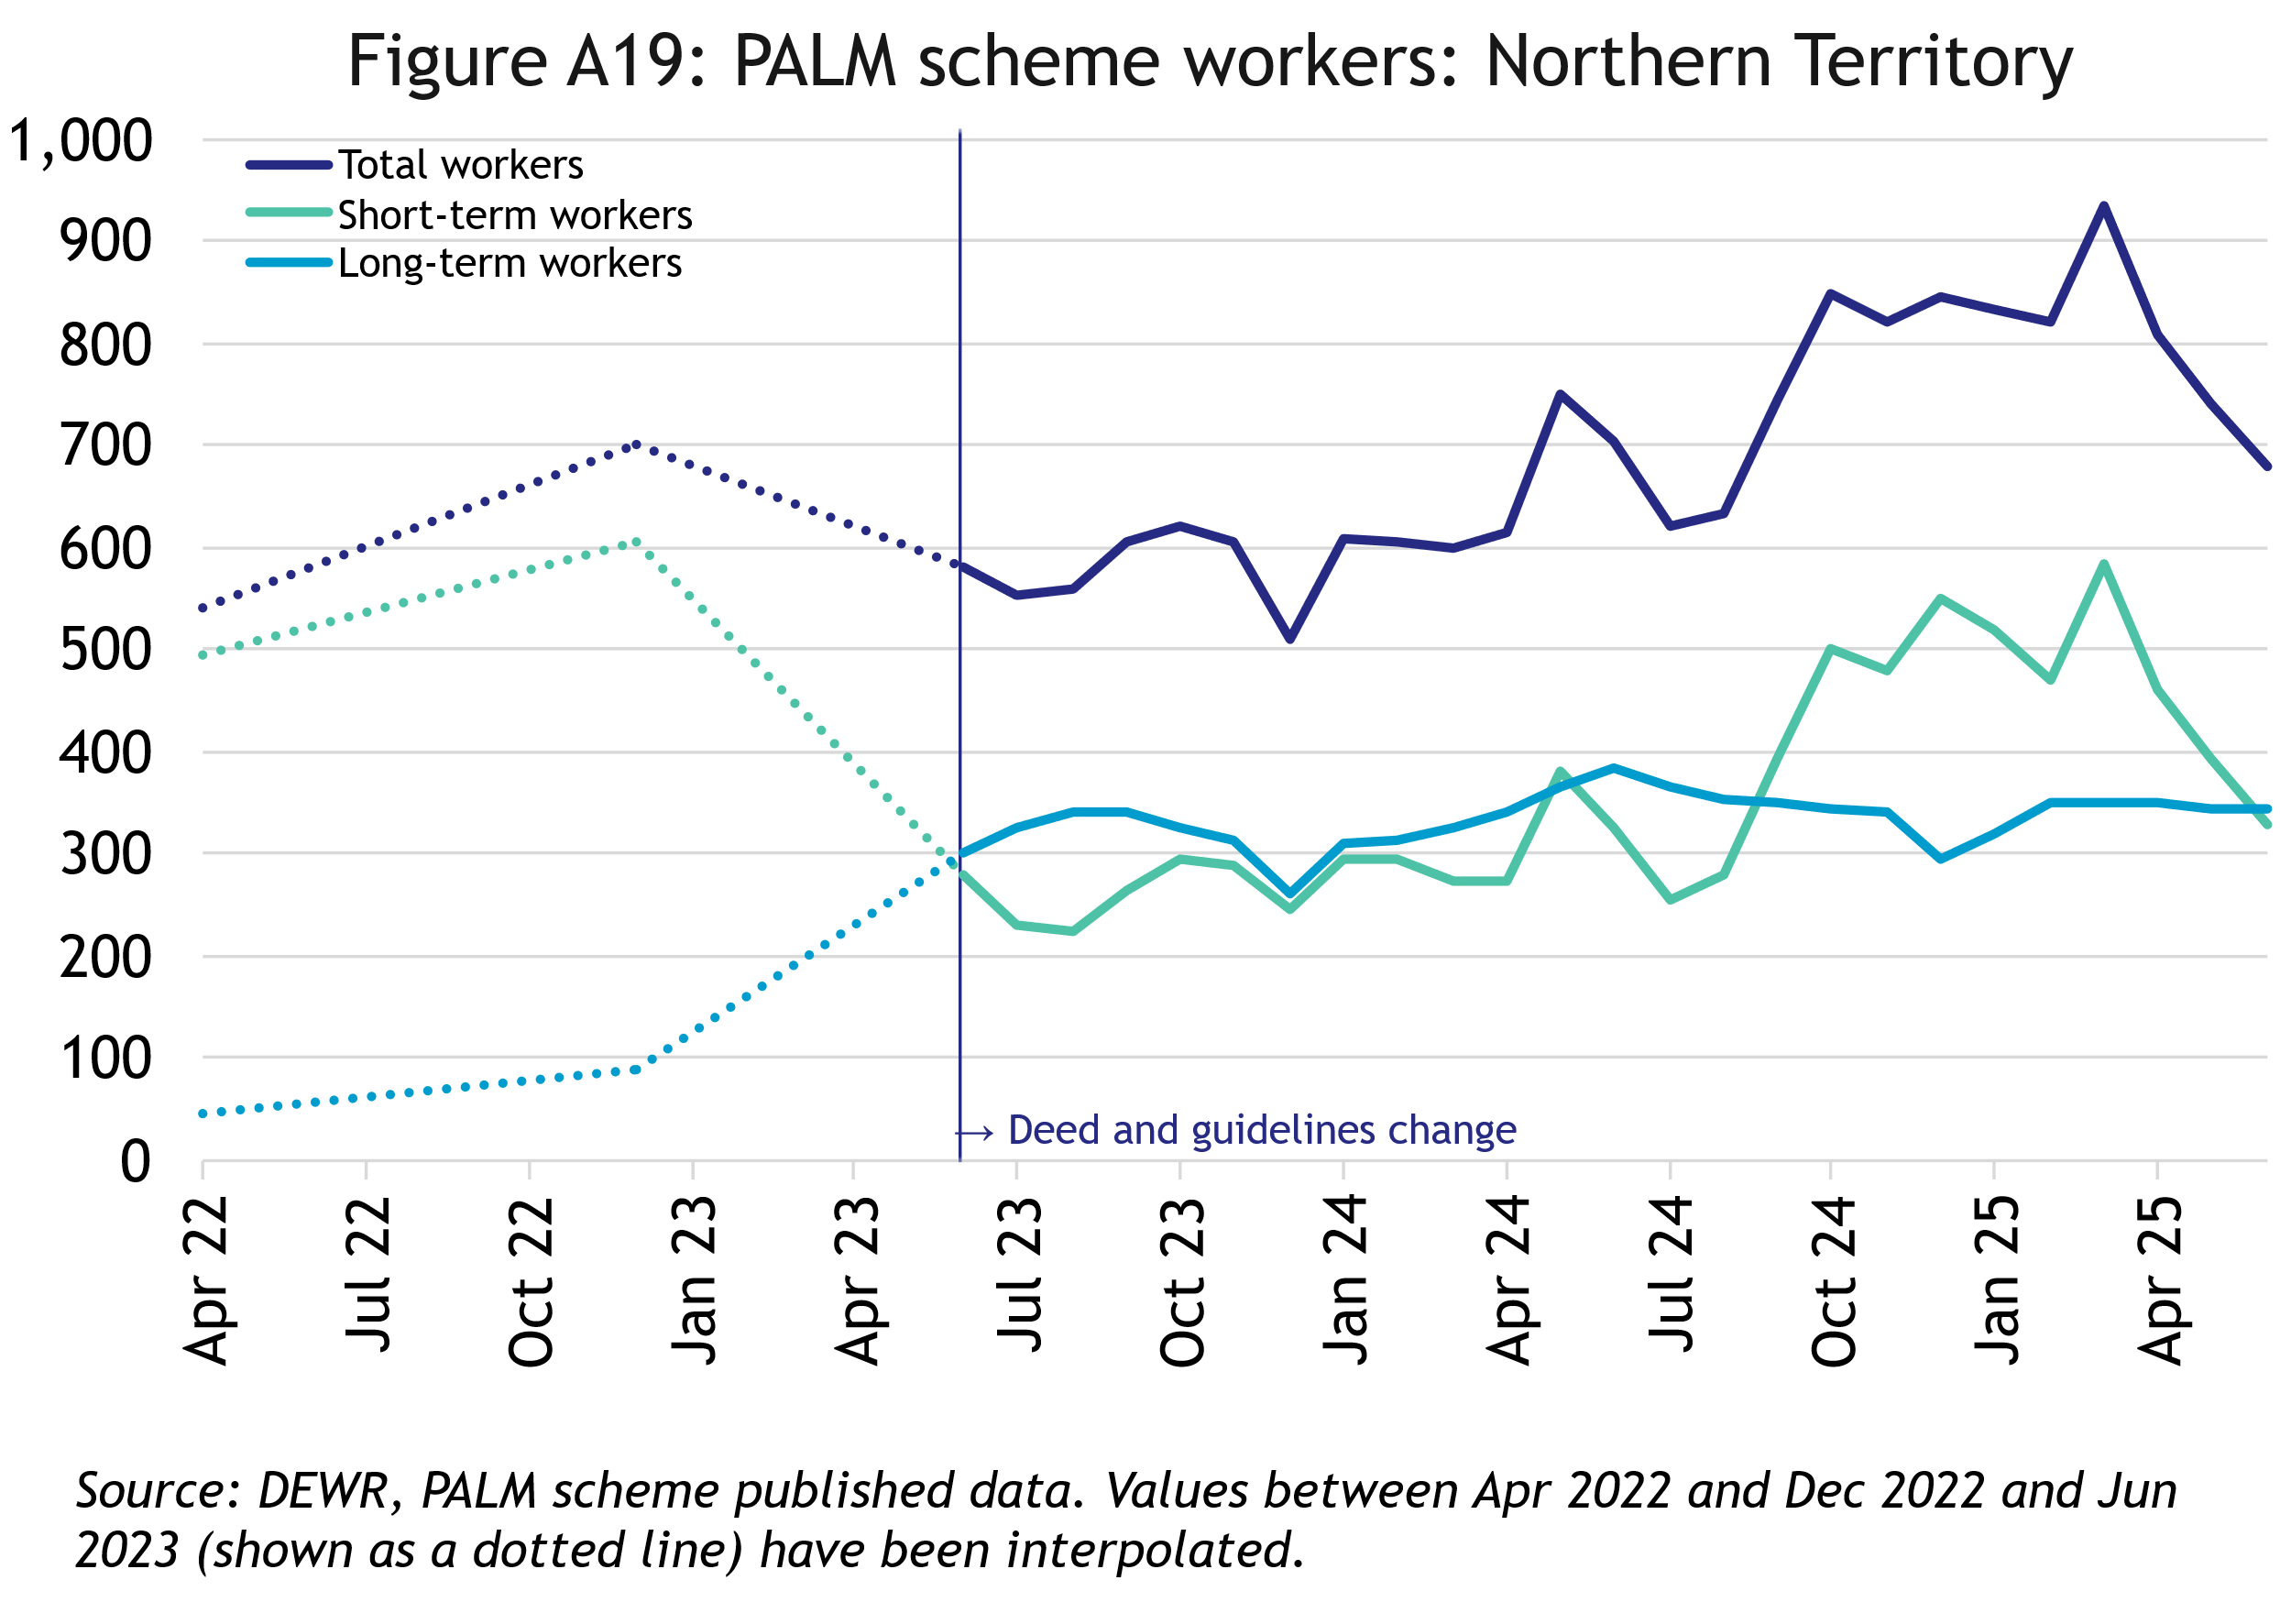 Figure A19: PALM scheme workers: Northern Territory
1,000
900
800
700
600
500
400
300
200
100
0
Total workers
Short-term workers
Long-term workers
→ Deed and guidelines change
Apr 22
Jul 22
Oct 22
Jan 23
Apr 23
Jul 23
Oct 23
Jan 24
Apr 24
Jul 24
Oct 24
Jan 25
Apr 25
Source: DEWR, PALM scheme published data. Values between Apr 2022 and Dec 2022 and Jun
2023 (shown as a dotted line) have been interpolated.